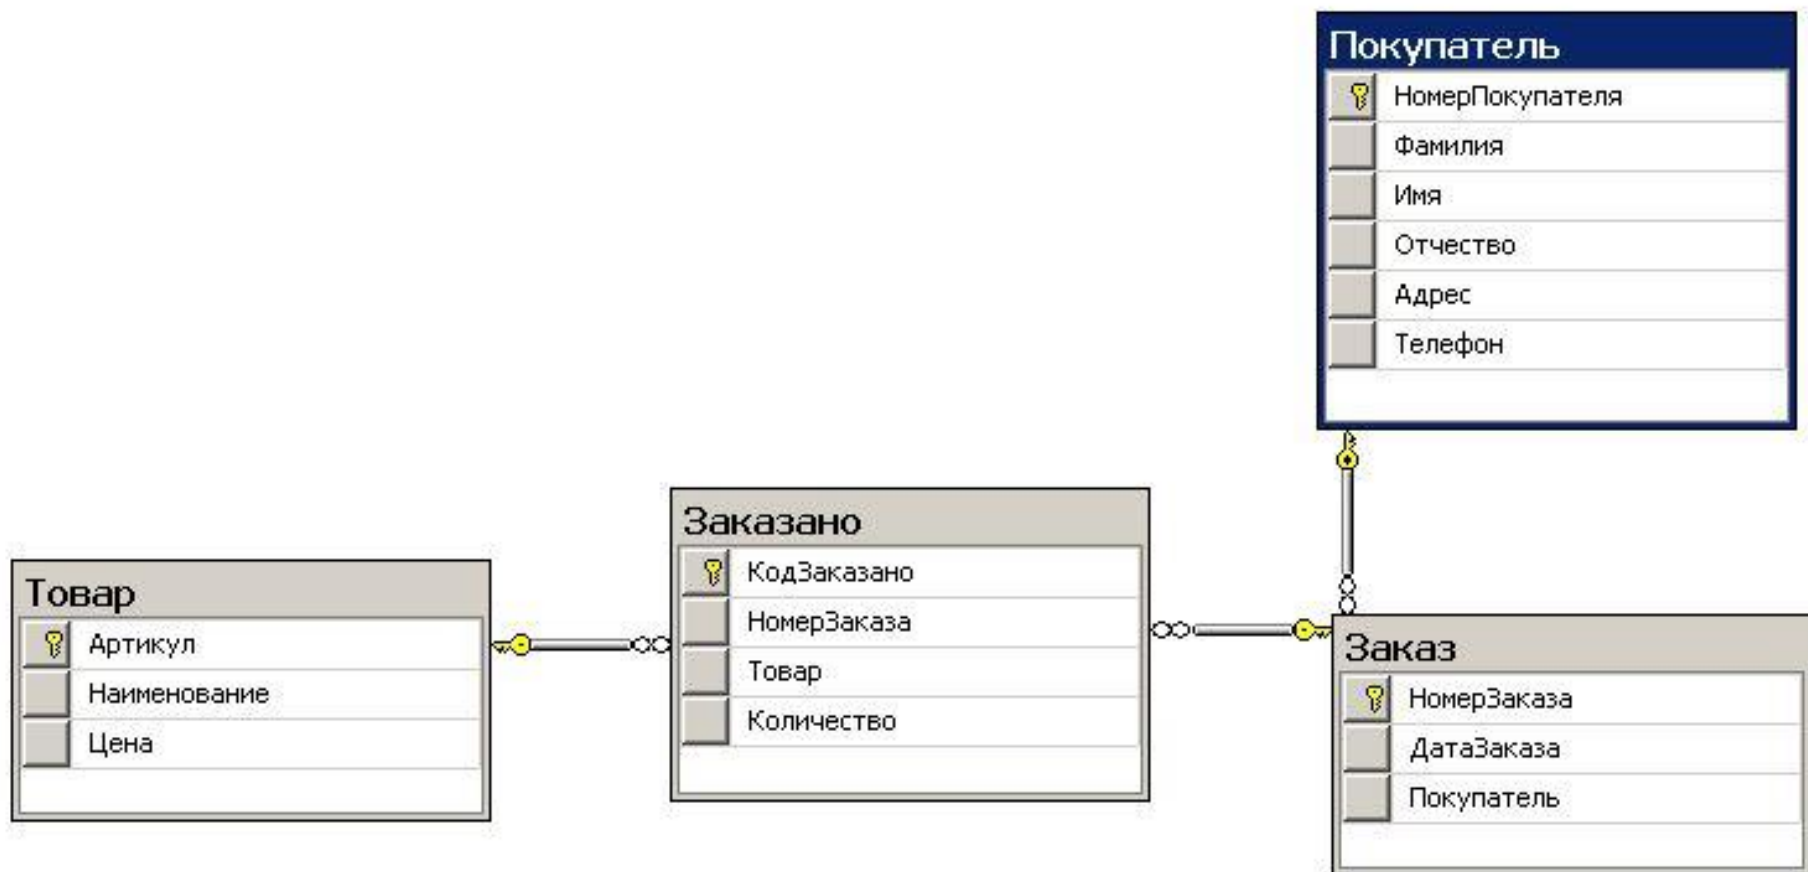 Покупатель
НомерПокупателя
Фамилия
Имя
Отчество
Адрес
Телефон
Заказано
КодЗаказано
НомерЗаказа
Товар
Количество
Товар
Артикул
Наименование
Цена
Заказ
НомерЗаказа
ДатаЗаказа
Покупатель